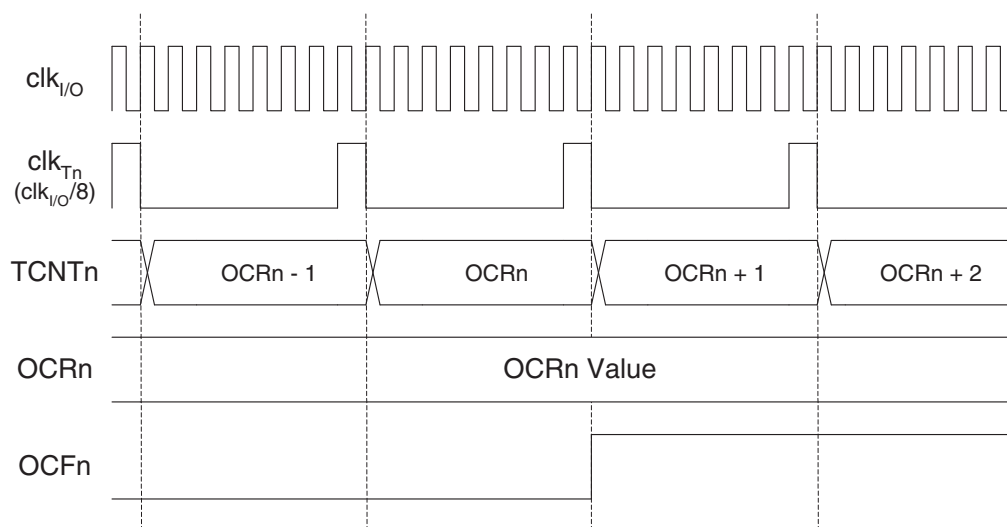 clkI/O
clkTn
(clkI/O/8)
TCNTn
OCRn - 1
OCRn
OCRn + 1
OCRn + 2
OCRn
OCRn Value
OCFn